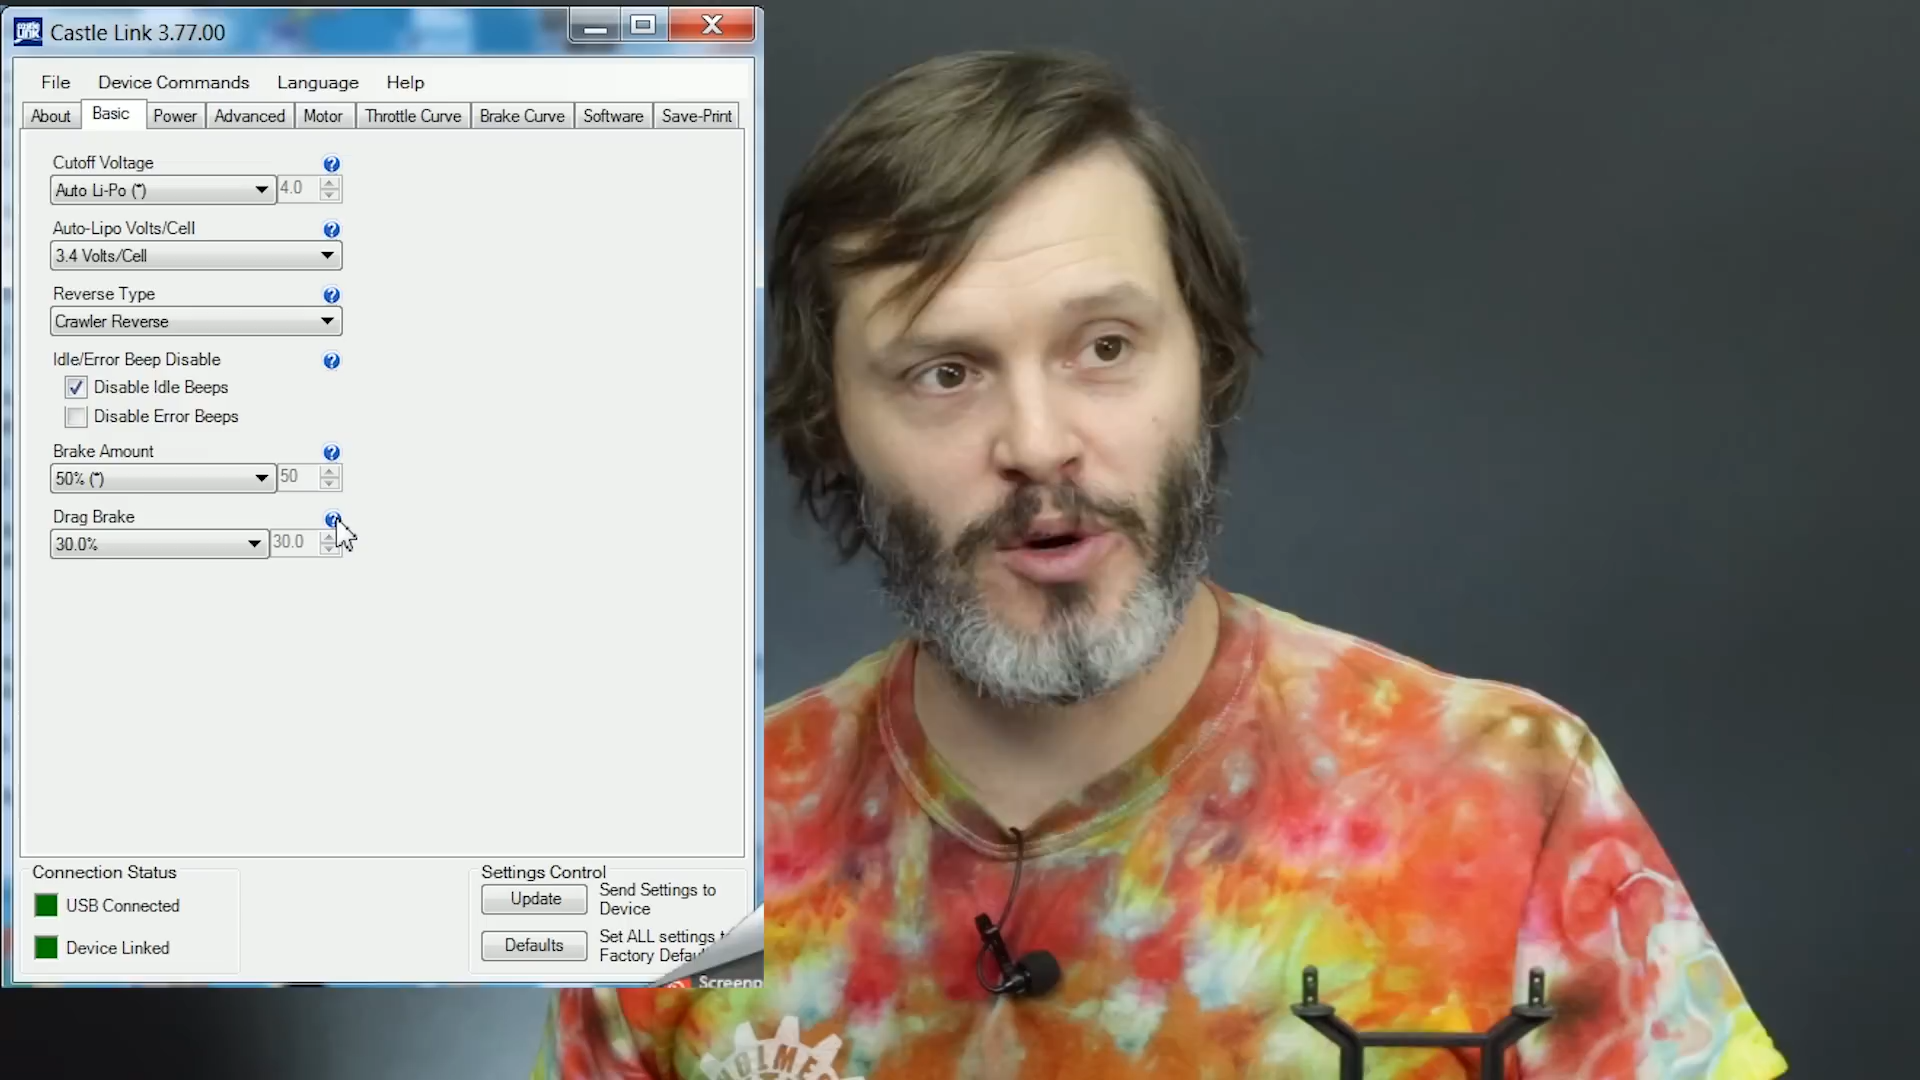 Castle Link 3.77.00
File Device Commands Language Help
About Basic Power Advanced Motor Throttle Curve Brake Curve Software Save-Print
Cutoff Voltage
Auto Li-Po (*) 4.0
Auto-Lipo Volts/Cell
3.4 Volts/Cell
Reverse Type
Crawler Reverse
Idle/Error Beep Disable
Disable Idle Beeps
Disable Error Beeps
Brake Amount
50% (*) 50
Drag Brake
30.0% 30.0
Connection Status
USB Connected
Device Linked
Settings Control
Update Send Settings to
Device
Defaults Set ALL settings t
Factory Defau
Screenp
HOLME